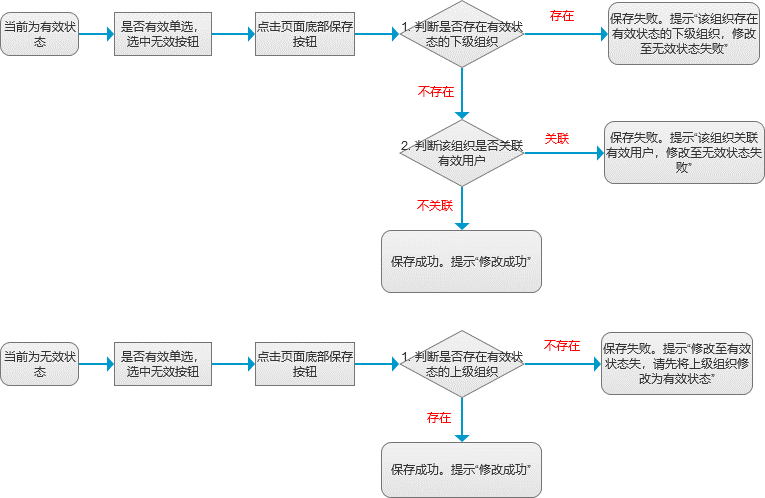 当前为有效状
态
是否有效单选，
选中无效按钮
点击页面底部保存
按钮
1. 判断是否存在有效状
态的下级组织
存在
保存失败。提示“该组织存在
有效状态的下级组织，修改
至无效状态失败”
不存在
2. 判断该组织是否关联
有效用户
关联
保存失败。提示“该组织关联
有效用户，修改至无效状态失
败”
不关联
保存成功。提示“修改成功”
当前为无效状
态
是否有效单选，
选中无效按钮
点击页面底部保存
按钮
1. 判断是否存在有效状
态的上级组织
不存在
保存失败。提示“修改至有效
状态失，请先将上级组织修
改为有效状态”
存在
保存成功。提示“修改成功”